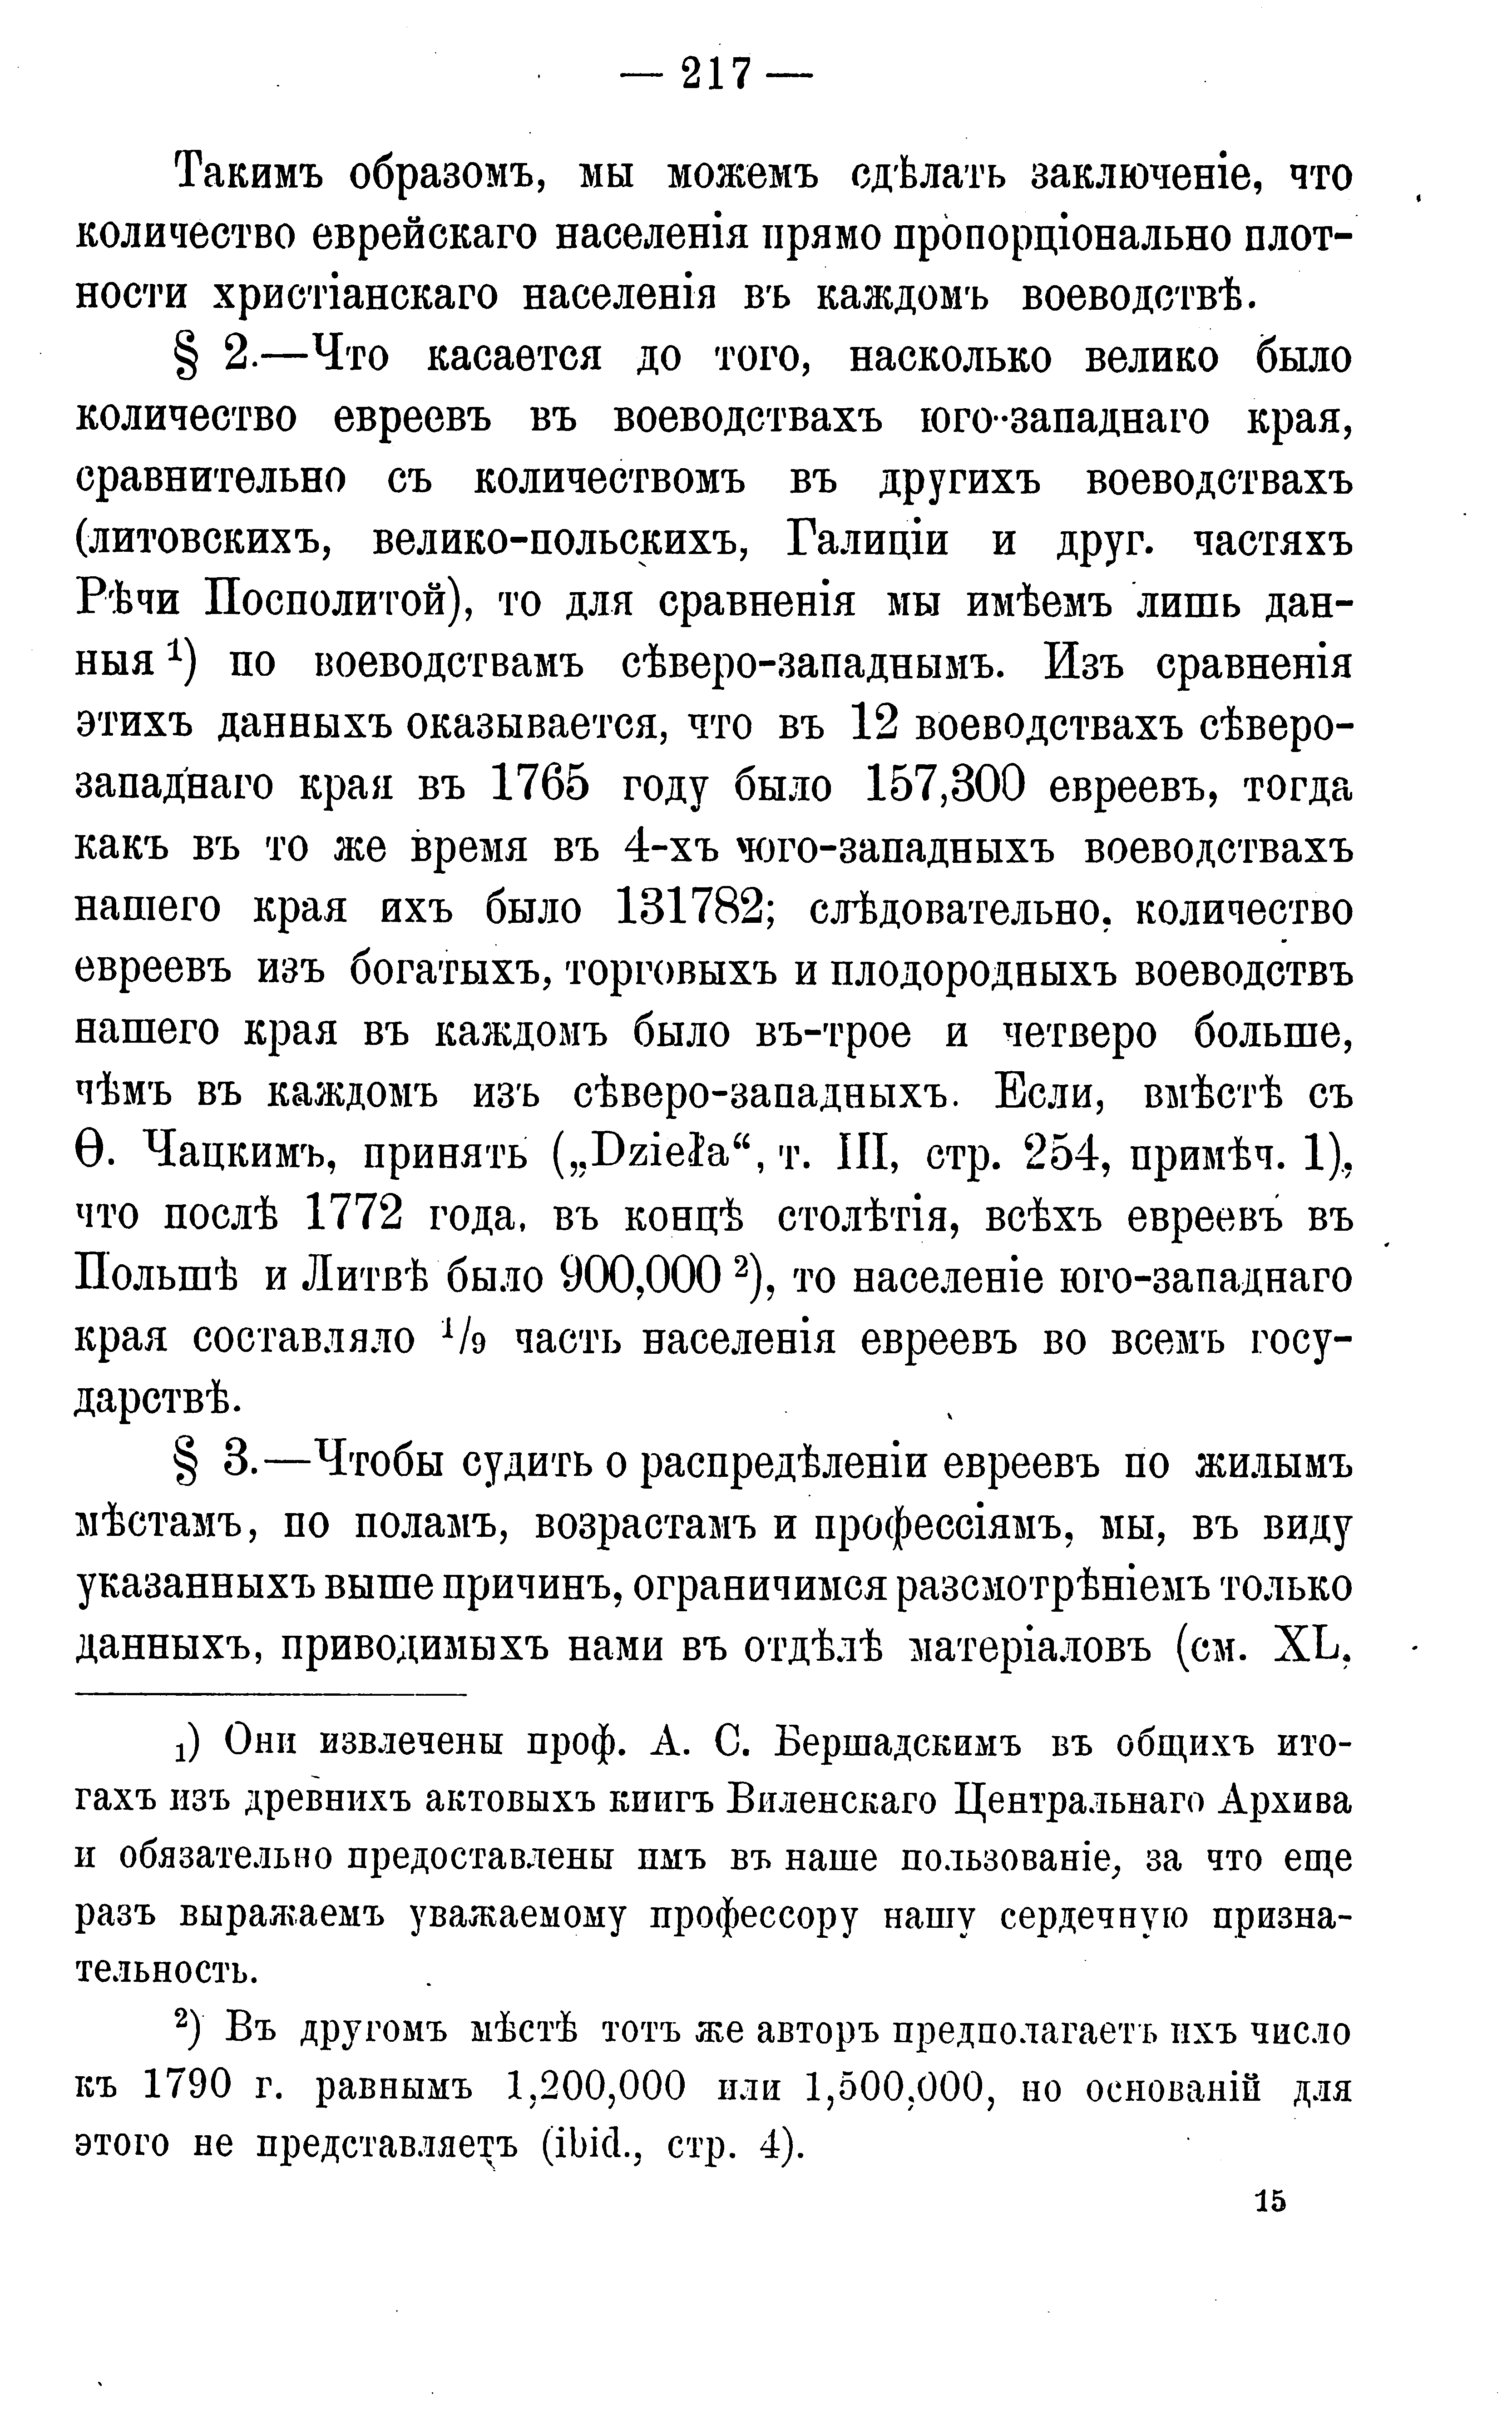 — 217 —
Такимъ образомъ, мы можемъ сдѣлать заключеніе, что
количество еврейскаго населенія прямо пропорціонально плот-
ности христіанскаго населенія въ каждомъ воеводствѣ.
§ 2.—Что касается до того, насколько велико было
количество евреевъ въ воеводствахъ юго-западнаго края,
сравнительно съ количествомъ въ другихъ воеводствахъ
(литовскихъ, велико-польскихъ, Галиціи и друг. частяхъ
Рѣчи Посполитой), то для сравненія мы имѣемъ лишь дан-
ныя ¹) по воеводствамъ сѣверо-западнымъ. Изъ сравненія
этихъ данныхъ оказывается, что въ 12 воеводствахъ сѣверо-
западнаго края въ 1765 году было 157,300 евреевъ, тогда
какъ въ то же время въ 4-хъ юго-западныхъ воеводствахъ
нашего края ихъ было 131782; слѣдовательно, количество
евреевъ изъ богатыхъ, торговыхъ и плодородныхъ воеводствъ
нашего края въ каждомъ было въ-трое и четверо больше,
чѣмъ въ каждомъ изъ сѣверо-западныхъ. Если, вмѣстѣ съ
Ѳ. Чацкимъ, принять („Dzieła“, т. III, стр. 254, примѣч. 1),
что послѣ 1772 года, въ концѣ столѣтія, всѣхъ евреевъ въ
Польшѣ и Литвѣ было 900,000 ²), то населеніе юго-западнаго
края составляло ¹/₉ часть населенія евреевъ во всемъ госу-
дарствѣ.
§ 3.—Чтобы судить о распредѣленіи евреевъ по жилымъ
мѣстамъ, по поламъ, возрастамъ и профессіямъ, мы, въ виду
указанныхъ выше причинъ, ограничимся разсмотрѣніемъ только
данныхъ, приводимыхъ нами въ отдѣлѣ матеріаловъ (см. XL.
₁) Они извлечены проф. А. С. Бершадскимъ въ общихъ ито-
гахъ изъ древнихъ актовыхъ книгъ Виленскаго Центральнаго Архива
и обязательно предоставлены имъ въ наше пользованіе, за что еще
разъ выражаемъ уважаемому профессору нашу сердечную призна-
тельность.
²) Въ другомъ мѣстѣ тотъ же авторъ предполагаетъ ихъ число
къ 1790 г. равнымъ 1,200,000 или 1,500,000, но основаній для
этого не представляетъ (ibid., стр. 4).
15